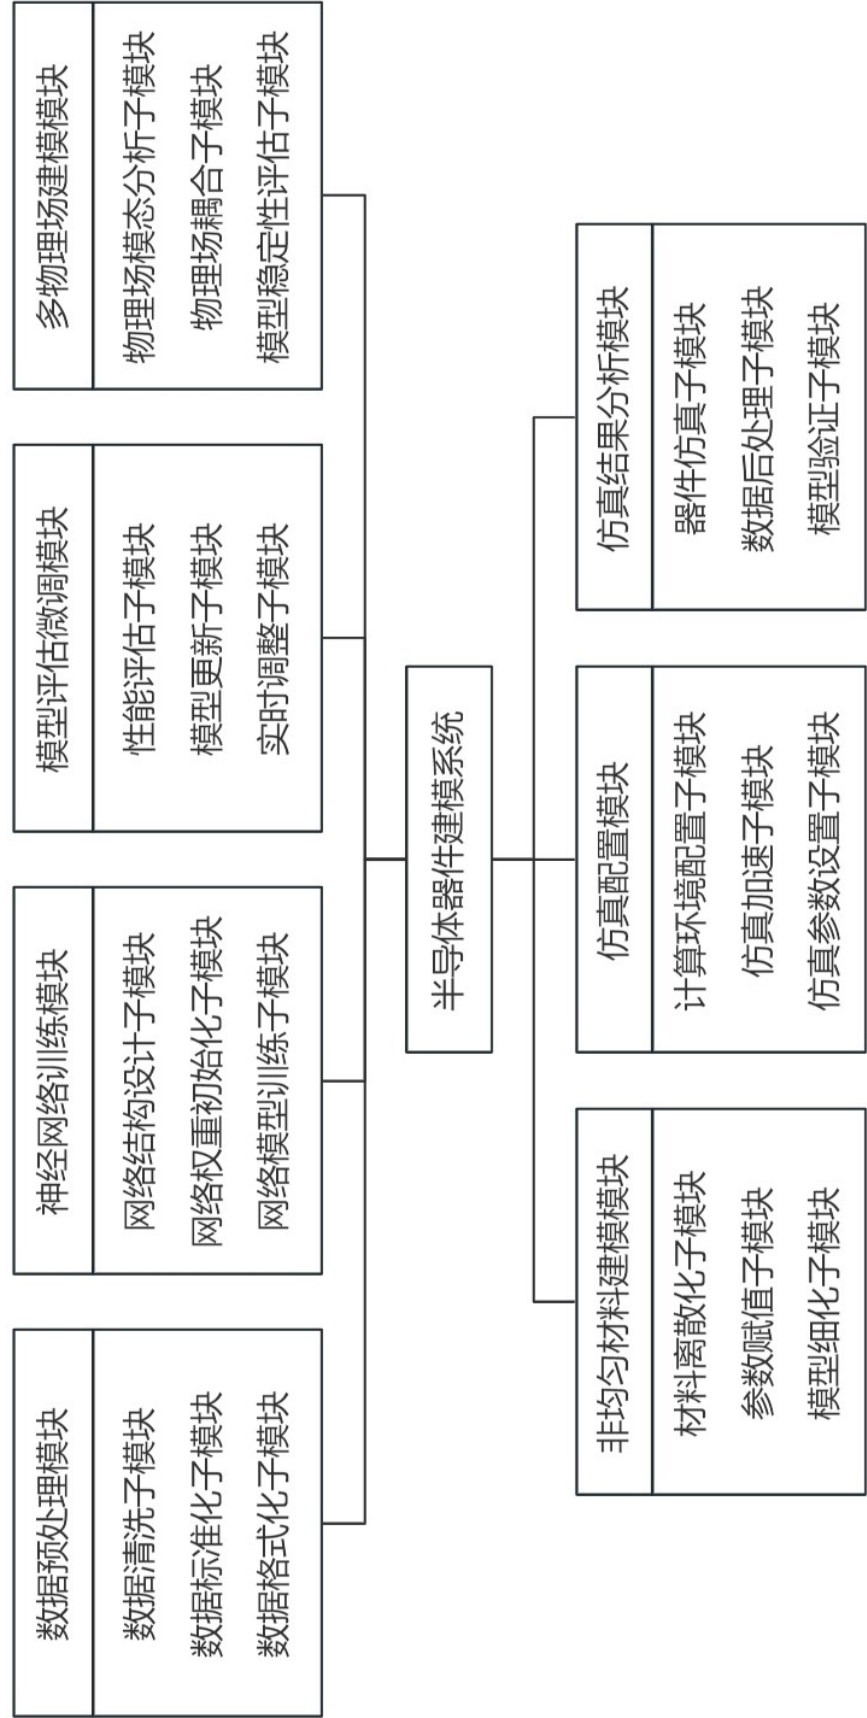 数据预处理模块
数据清洗子模块
数据标准化子模块
数据格式化子模块
神经网络训练模块
网络结构设计子模块
网络权重初始化子模块
网络模型训练子模块
模型评估微调模块
性能评估子模块
模型更新子模块
实时调整子模块
多物理场建模模块
物理场模态分析子模块
物理场耦合子模块
模型稳定性评估子模块
半导体器件建模系统
非均匀材料建模模块
材料离散化子模块
参数赋值子模块
模型细化子模块
仿真配置模块
计算环境配置子模块
仿真加速子模块
仿真参数设置子模块
仿真结果分析模块
器件仿真子模块
数据后处理子模块
模型验证子模块